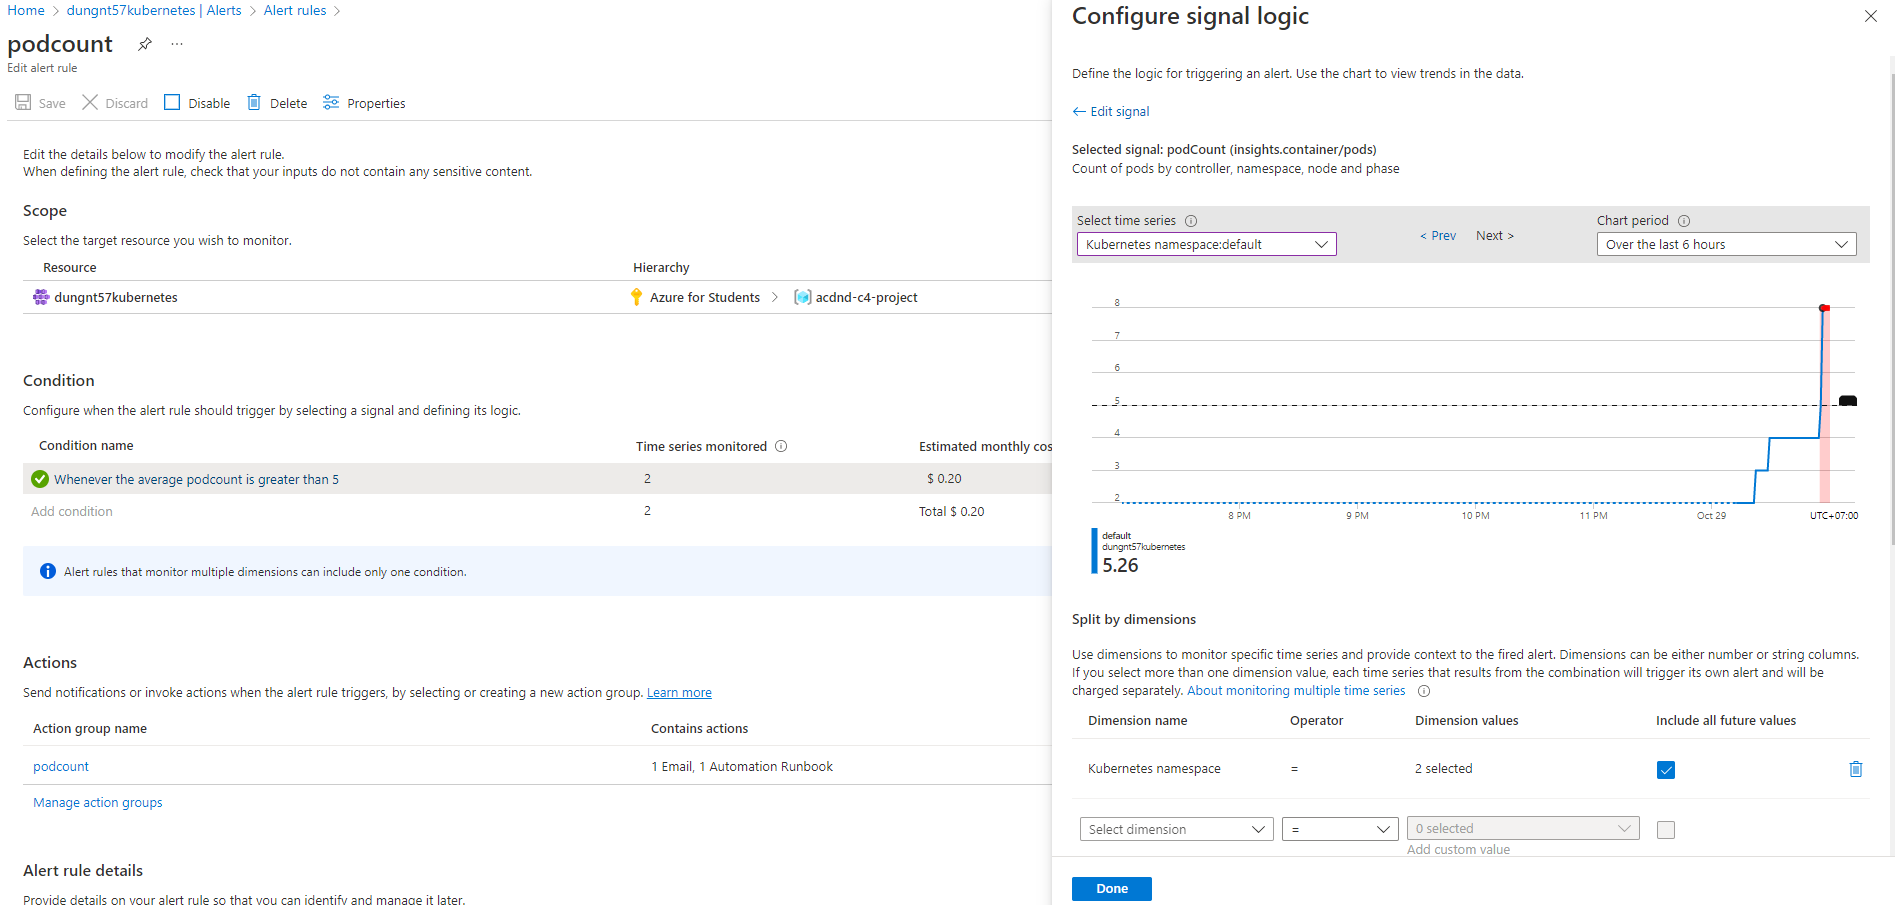 Home > dungnt57kubernetes | Alerts > Alert rules >
podcount ...
Edit alert rule
Save Discard Disable Delete Properties
Edit the details below to modify the alert rule.
When defining the alert rule, check that your inputs do not contain any sensitive content.
Scope
Select the target resource you wish to monitor.
Resource Hierarchy
dungnt57kubernetes Azure for Students > acdnd-c4-project
Condition
Configure when the alert rule should trigger by selecting a signal and defining its logic.
Condition name Time series monitored Estimated monthly cos
Whenever the average podcount is greater than 5 2 $ 0.20
Add condition 2 Total $ 0.20
Alert rules that monitor multiple dimensions can include only one condition.
Actions
Send notifications or invoke actions when the alert rule triggers, by selecting or creating a new action group. Learn more
Action group name Contains actions
podcount 1 Email, 1 Automation Runbook
Manage action groups
Alert rule details
Provide details on your alert rule so that you can identify and manage it later.
Configure signal logic
Define the logic for triggering an alert. Use the chart to view trends in the data.
← Edit signal
Selected signal: podCount (insights.container/pods)
Count of pods by controller, namespace, node and phase
Select time series Chart period
Kubernetes namespace:default < Prev Next > Over the last 6 hours
8
7
6
5
4
3
2
8 PM 9 PM 10 PM 11 PM Oct 29 UTC+07:00
default
dungnt57kubernetes
5.26
Split by dimensions
Use dimensions to monitor specific time series and provide context to the fired alert. Dimensions can be either number or string columns.
If you select more than one dimension value, each time series that results from the combination will trigger its own alert and will be
charged separately. About monitoring multiple time series
Dimension name Operator Dimension values Include all future values
Kubernetes namespace = 2 selected
Select dimension = 0 selected
Add custom value
Done